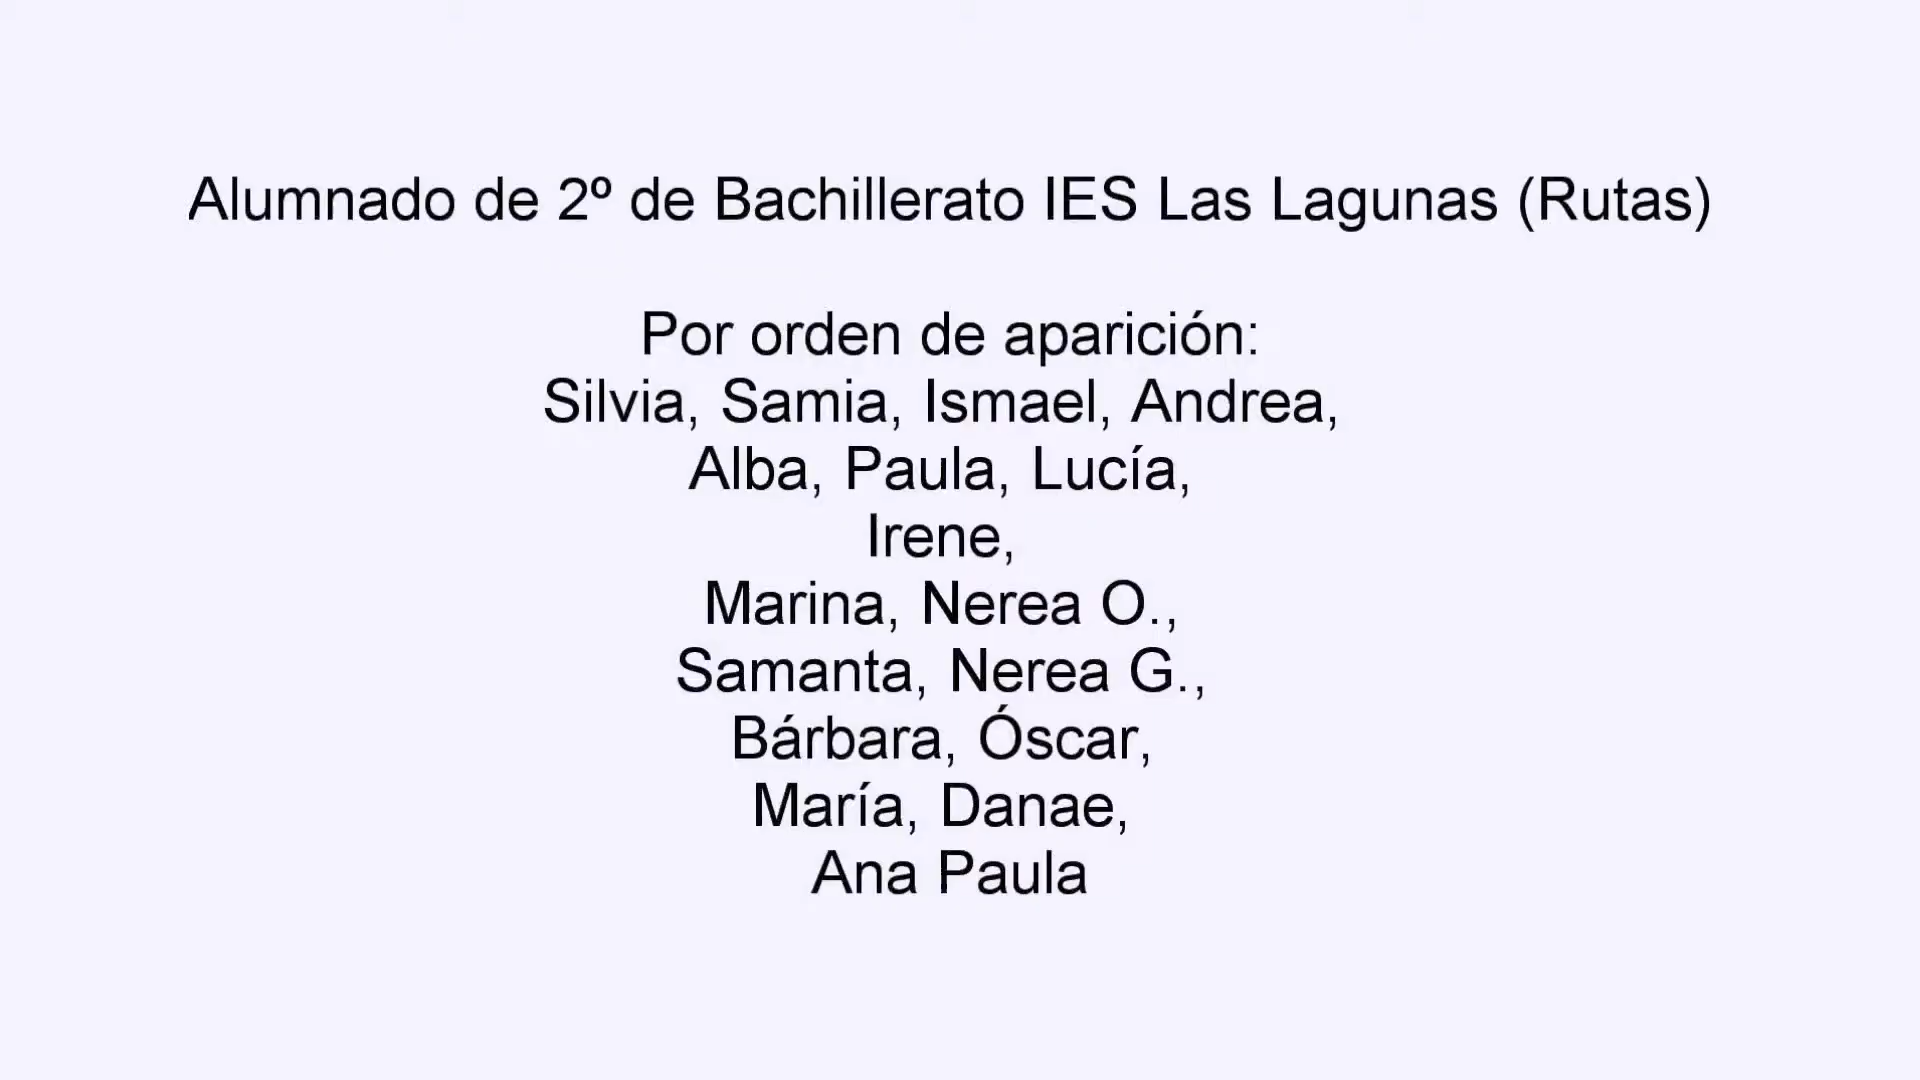 Alumnado de 2º de Bachillerato IES Las Lagunas (Rutas)
Por orden de aparición:
Silvia, Samia, Ismael, Andrea,
Alba, Paula, Lucía,
Irene,
Marina, Nerea O.,
Samanta, Nerea G.,
Bárbara, Óscar,
María, Danae,
Ana Paula